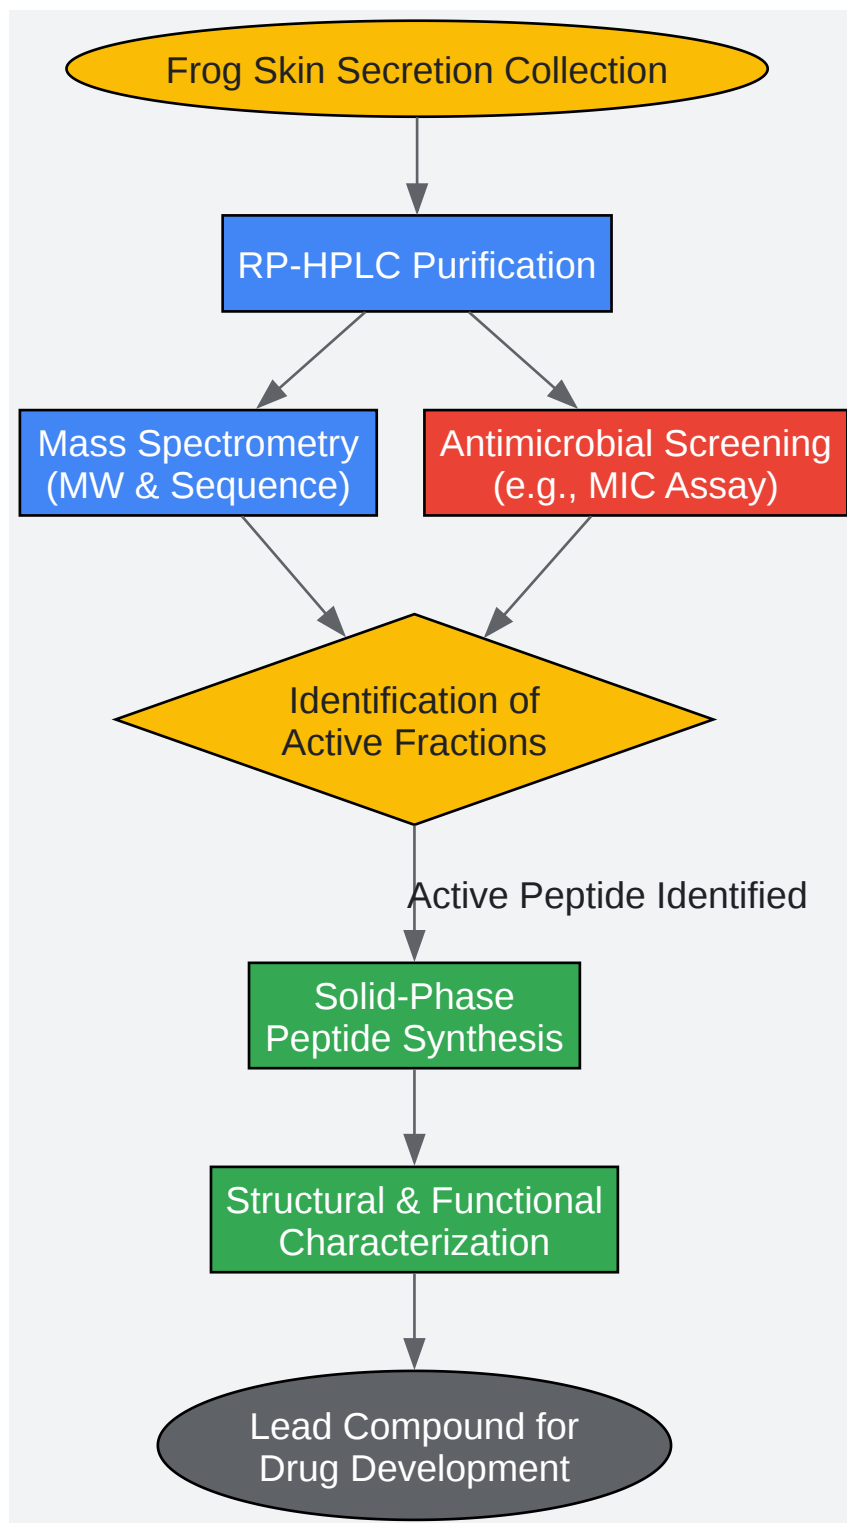 Frog Skin Secretion Collection
RP-HPLC Purification
Mass Spectrometry
(MW & Sequence)
Antimicrobial Screening
(e.g., MIC Assay)
Identification of
Active Fractions
Active Peptide Identified
Solid-Phase
Peptide Synthesis
Structural & Functional
Characterization
Lead Compound for
Drug Development